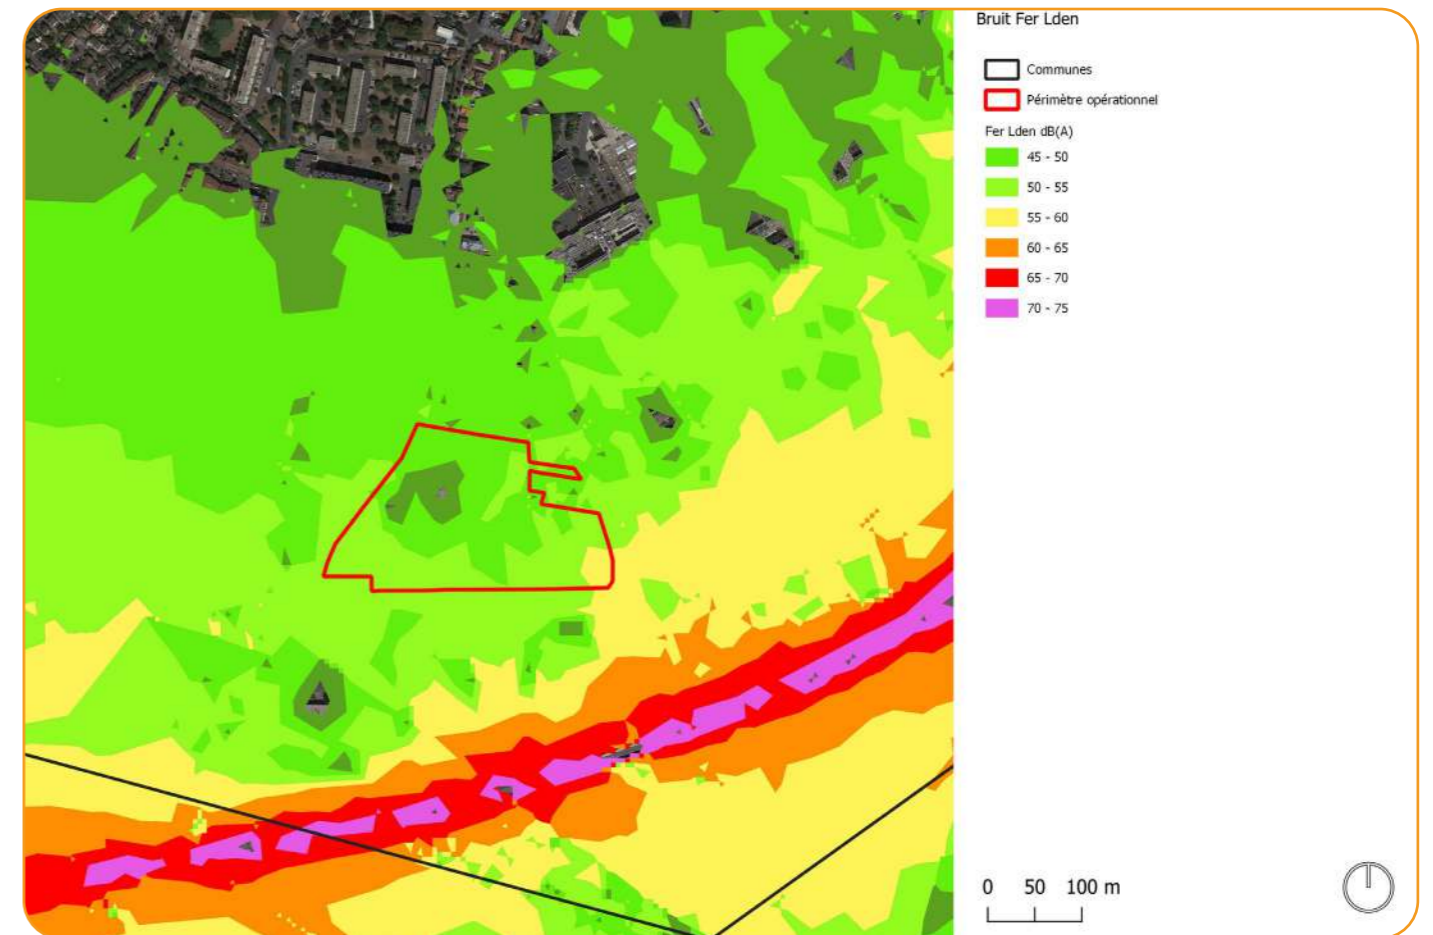 Bruit Fer Lden
Communes
Périmètre opérationnel
Fer Lden dB(A)
45 - 50
50 - 55
55 - 60
60 - 65
65 - 70
70 - 75
0 50 100 m